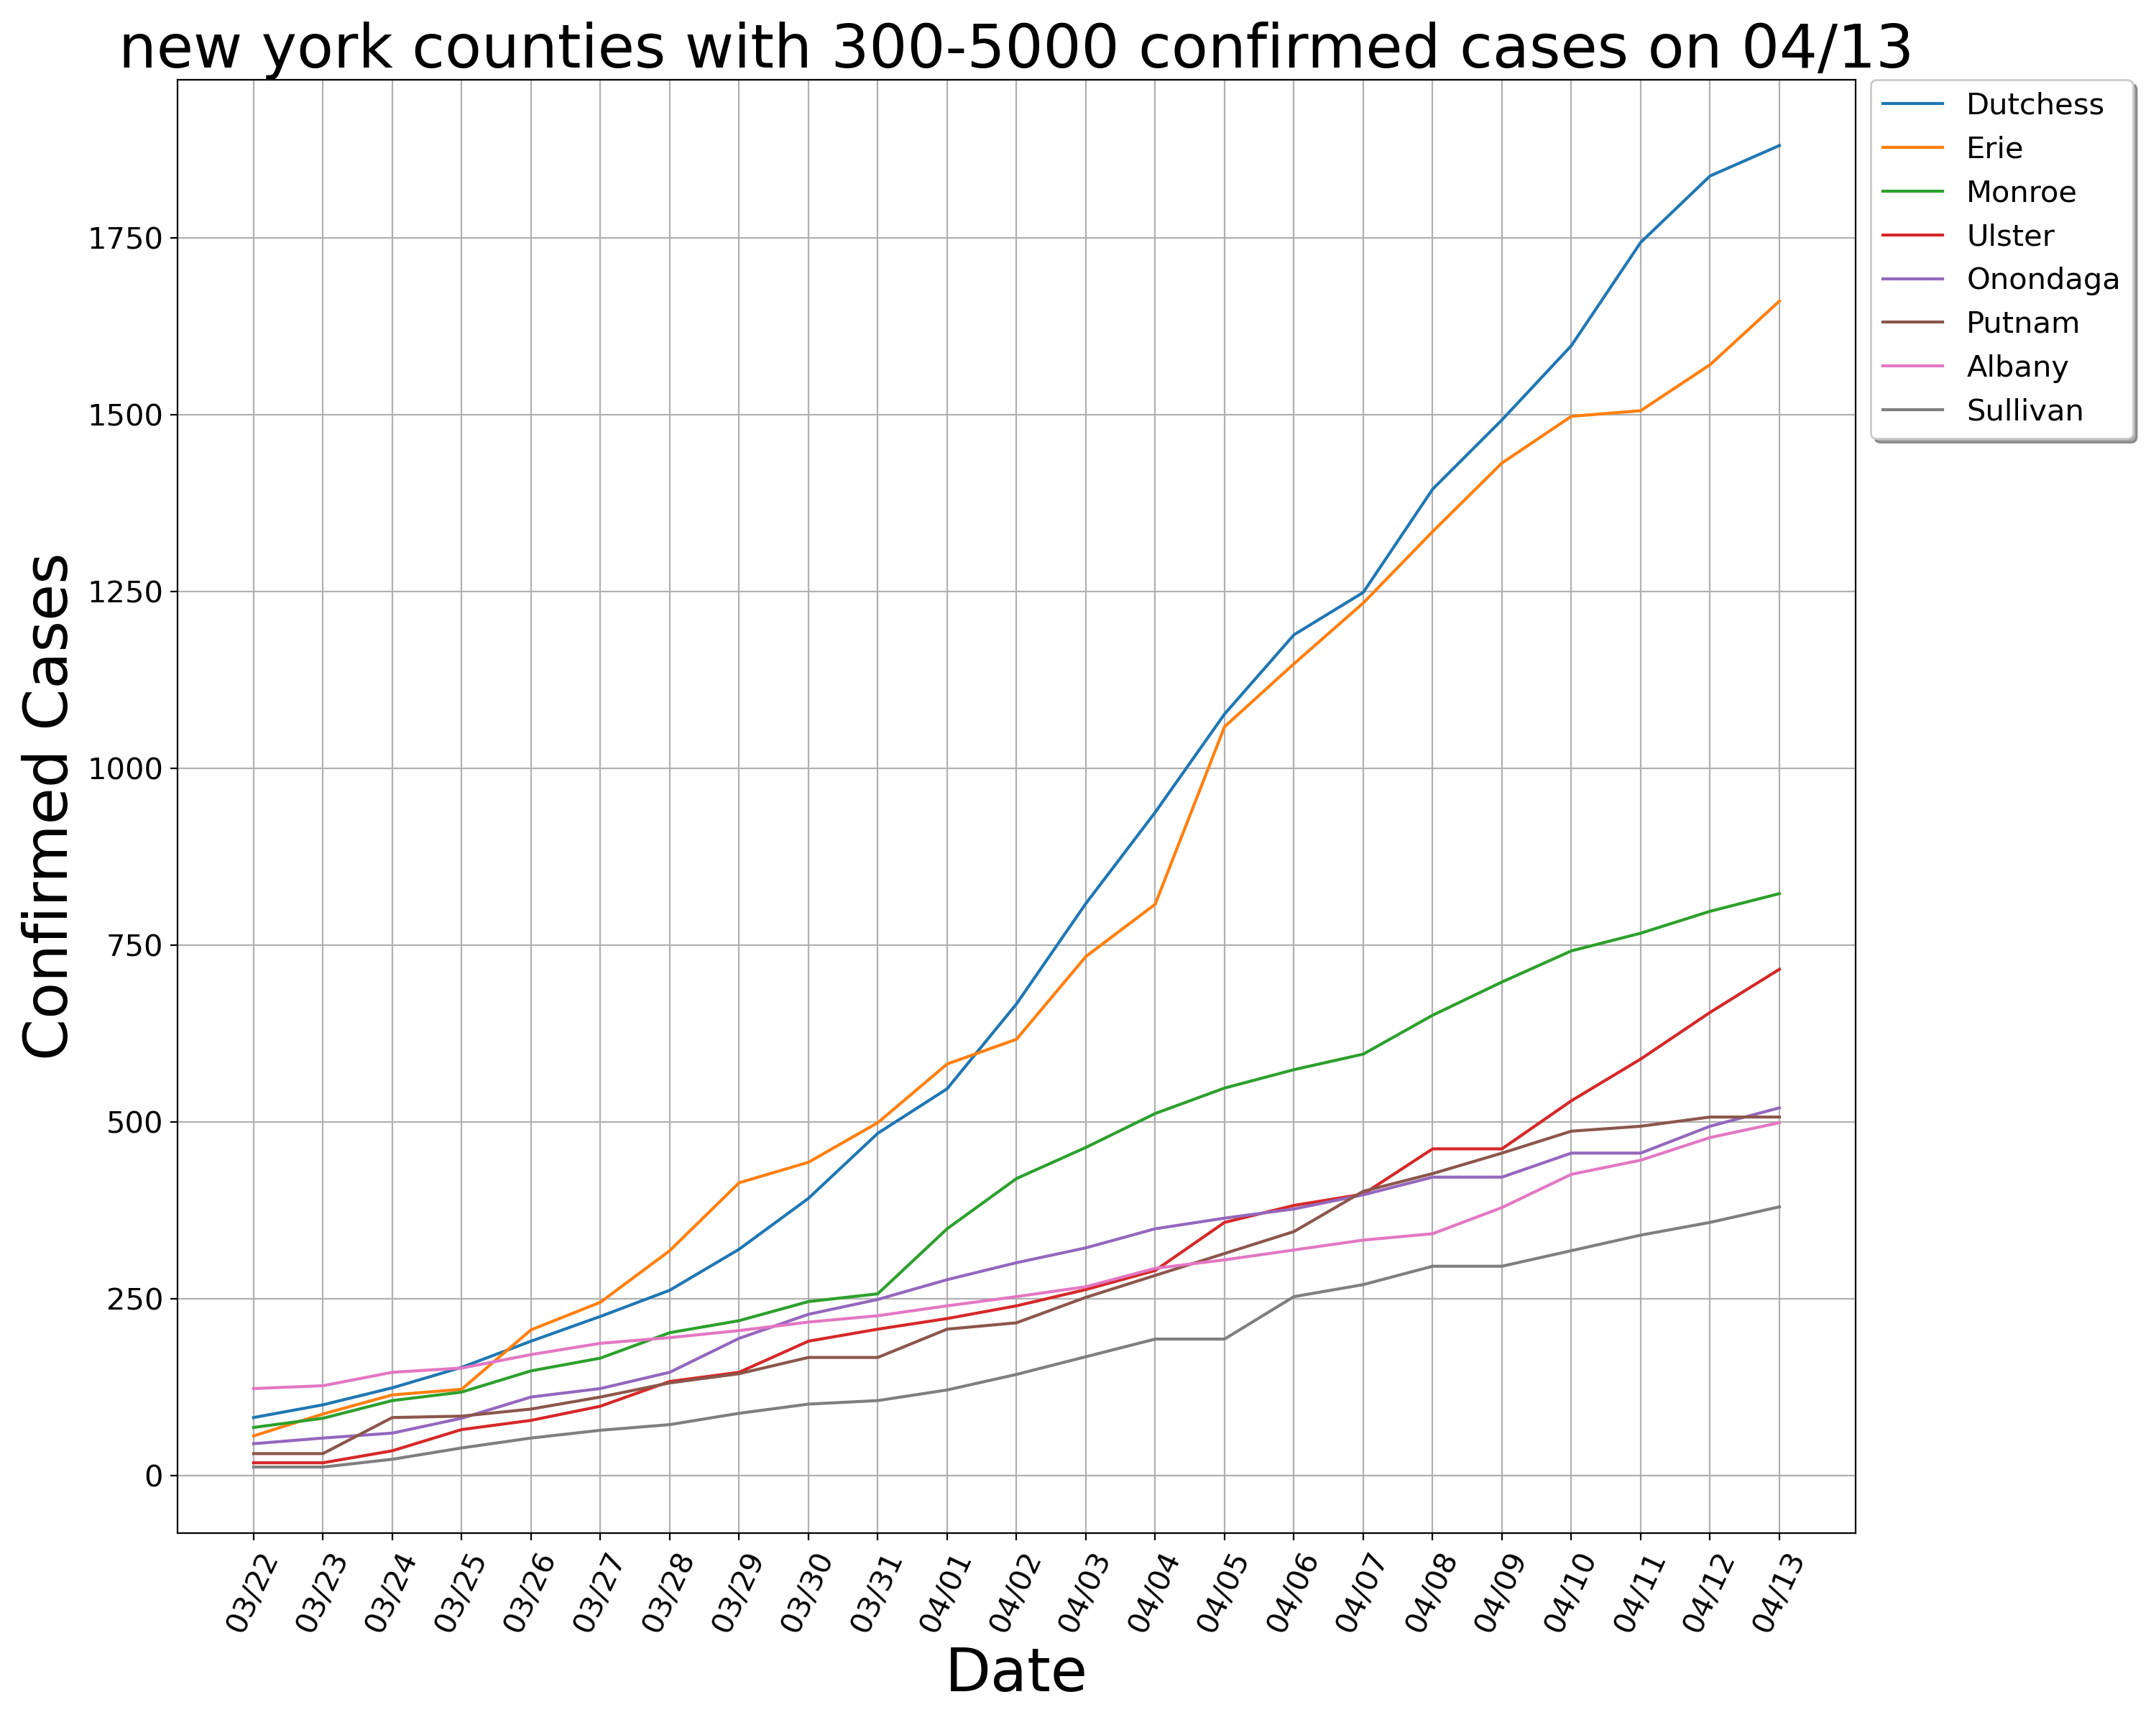 new york counties with 300-5000 confirmed cases on 04/13
Dutchess
Erie
Monroe
Ulster
Onondaga
Putnam
Albany
Sullivan
Confirmed Cases
1750
1500
1250
1000
750
500
250
0
03/22
03/23
03/24
03/25
03/26
03/27
03/28
03/29
03/30
03/31
04/01
04/02
04/03
04/04
04/05
04/06
04/07
04/08
04/09
04/10
04/11
04/12
04/13
Date